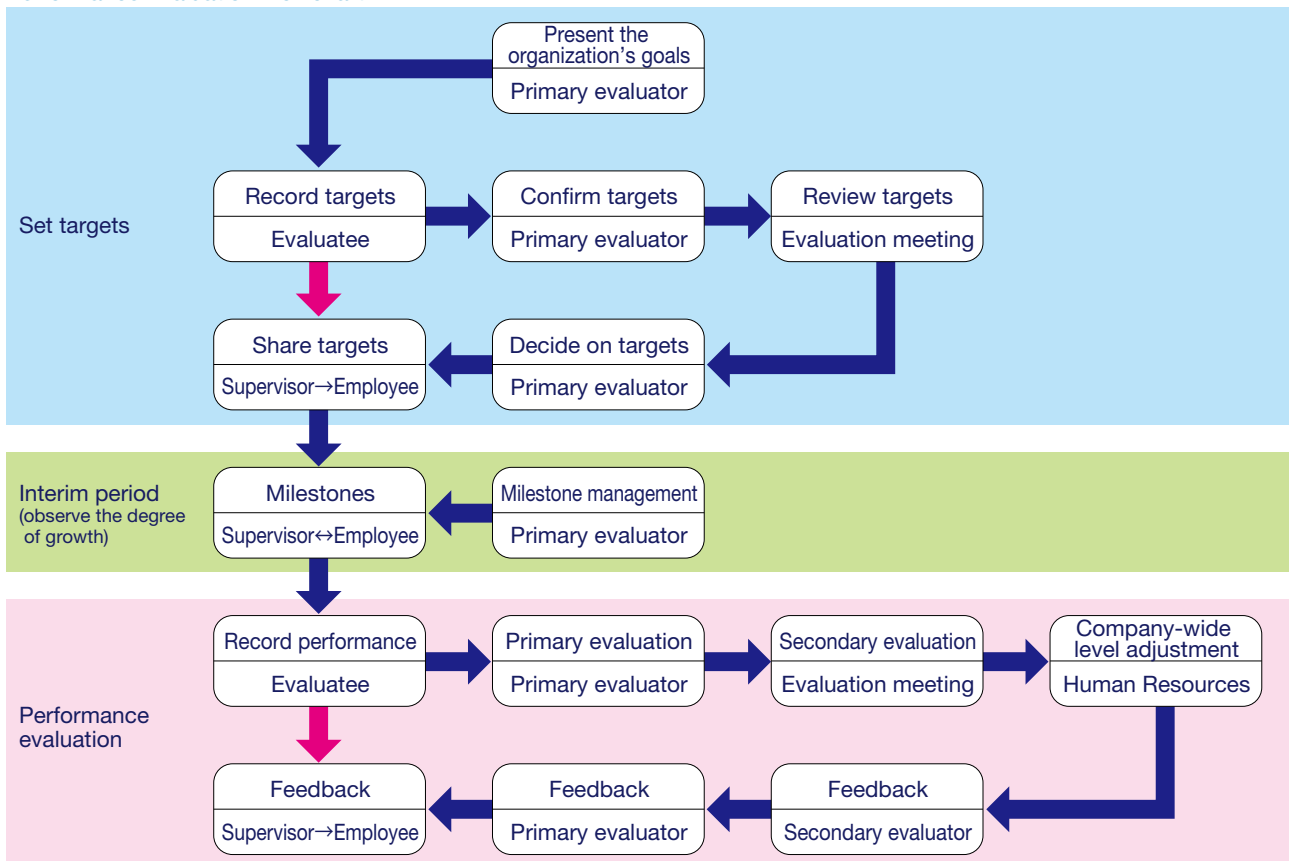 Present the
organization's goals
Primary evaluator
Set targets
Record targets
Evaluatee
Confirm targets
Primary evaluator
Review targets
Evaluation meeting
Share targets
Supervisor→Employee
Decide on targets
Primary evaluator
Interim period
(observe the degree
of growth)
Milestones
Supervisor↔Employee
Milestone management
Primary evaluator
Performance
evaluation
Record performance
Evaluatee
Primary evaluation
Primary evaluator
Secondary evaluation
Evaluation meeting
Company-wide
level adjustment
Human Resources
Feedback
Supervisor→Employee
Feedback
Primary evaluator
Feedback
Secondary evaluator